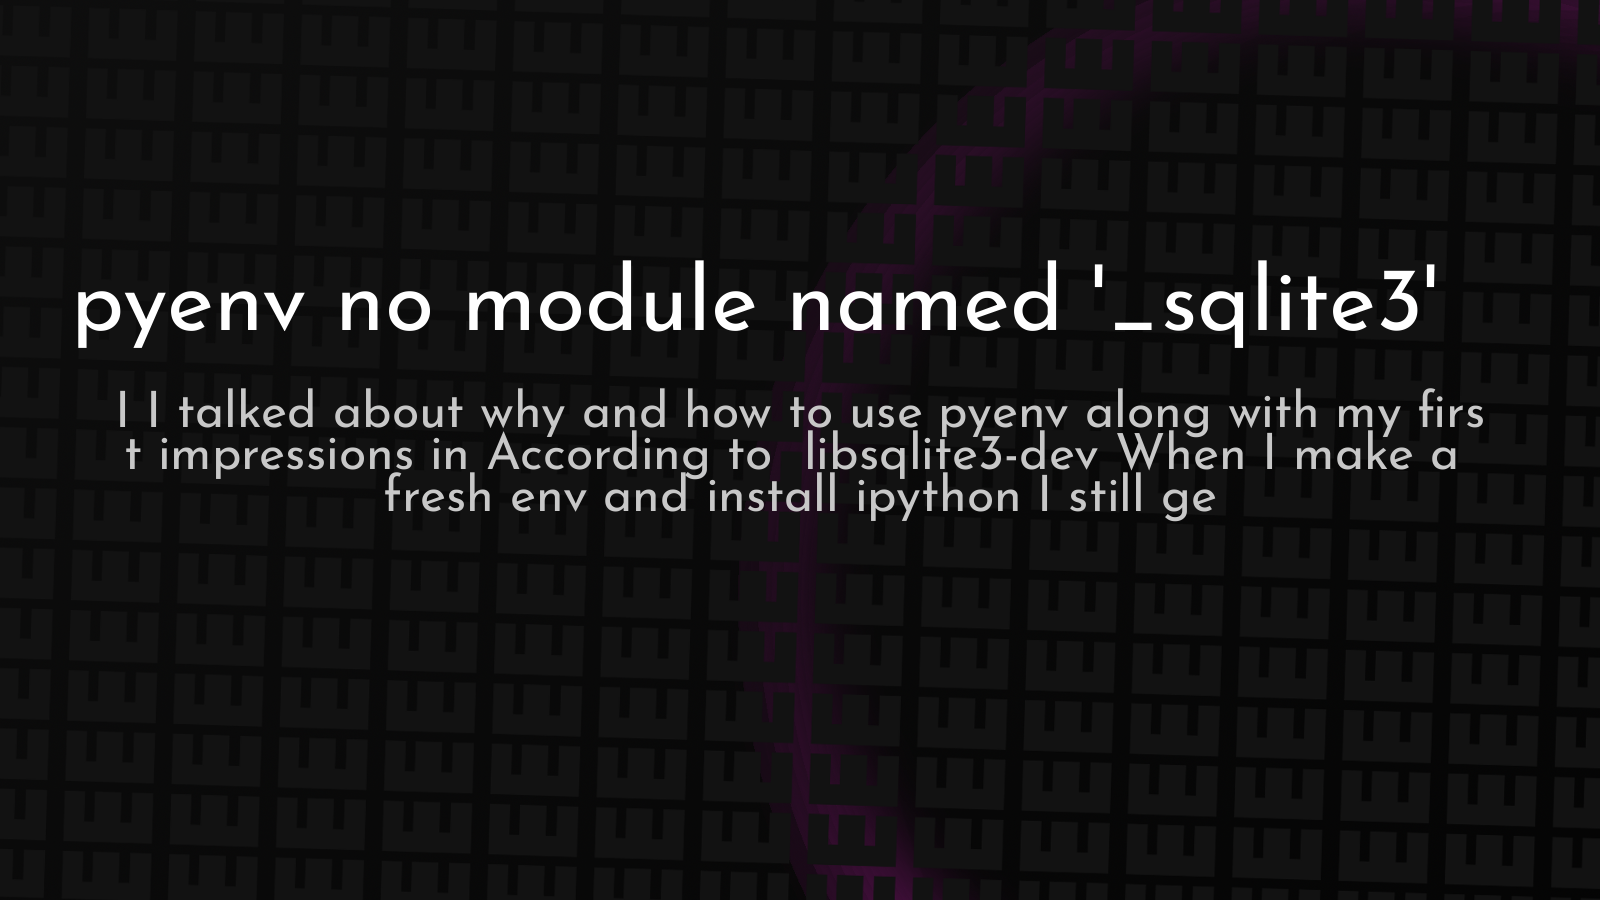 pyenv no module named '_sqlite3'
I I talked about why and how to use pyenv along with my firs
t impressions in According to  libsqlite3-dev When I make a
fresh env and install ipython I still ge